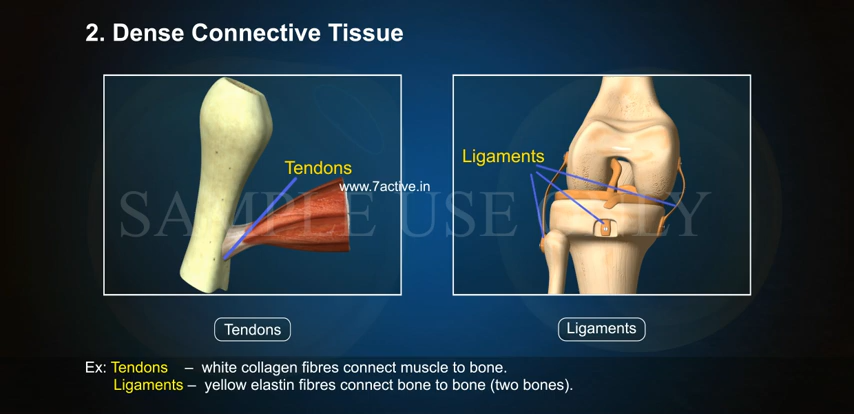 2. Dense Connective Tissue
Tendons
www.7active.in
Ligaments
SAMPLE USE ONLY
Tendons
Ligaments
Ex: Tendons – white collagen fibres connect muscle to bone.
Ligaments – yellow elastin fibres connect bone to bone (two bones).